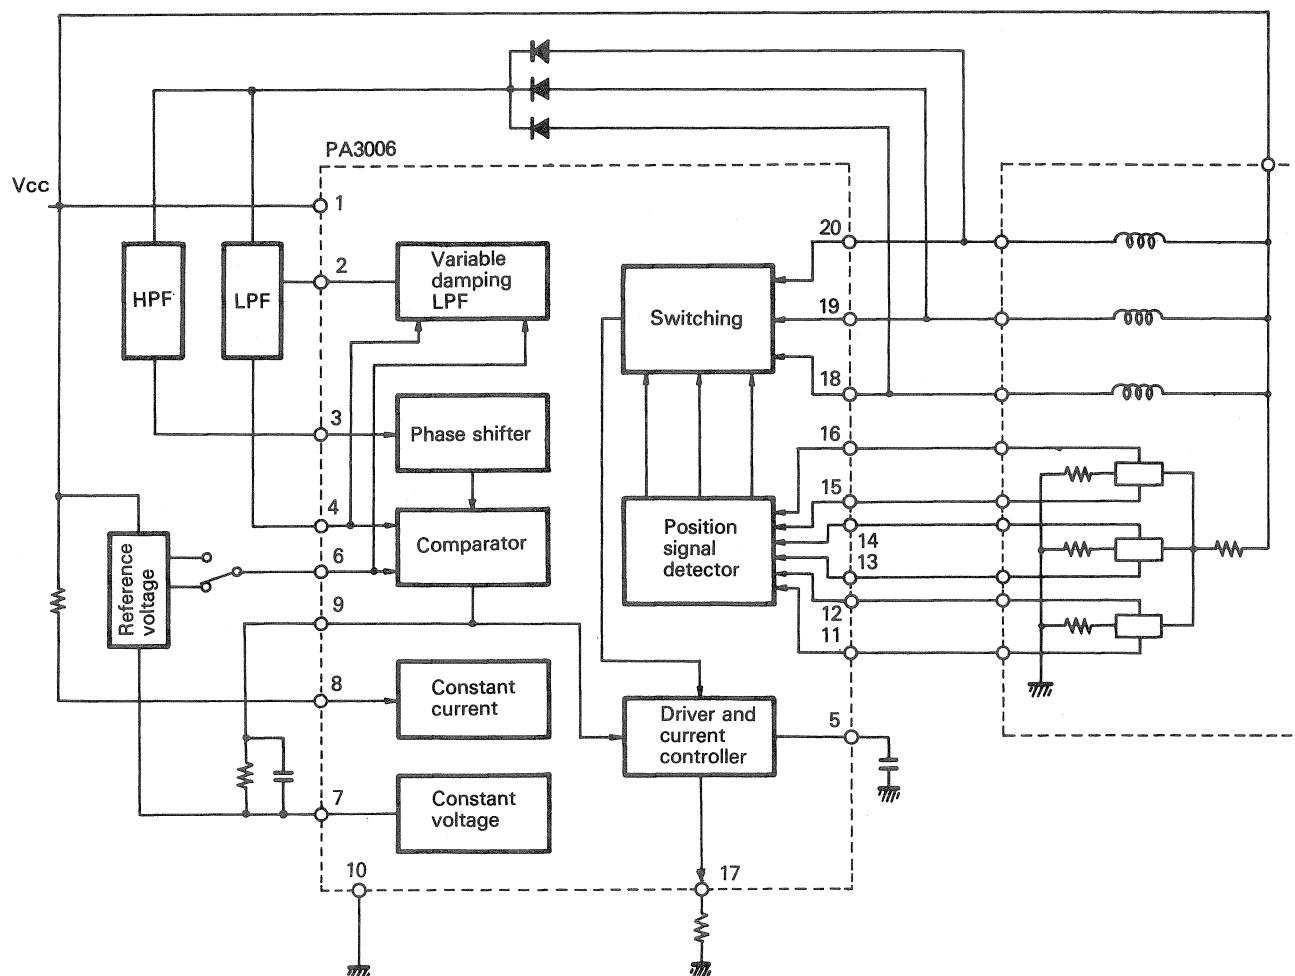 PA3006
Vcc
1
20
2
Variable
damping
LPF
HPF
LPF
Switching
19
18
3
Phase shifter
16
4
15
Comparator
Position
signal
detector
14
13
6
Reference
voltage
12
9
11
8
Constant
current
Driver and
current
controller
5
7
Constant
voltage
10
17